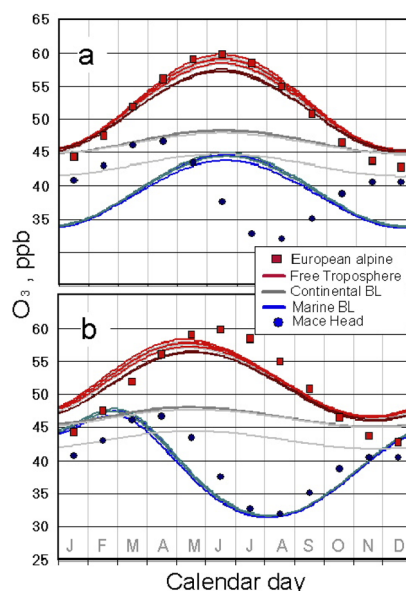 65
a
60
55
50
45
40
35
O3 , ppb
European alpine
Free Troposphere
Continental BL
Marine BL
Mace Head
b
60
55
50
45
40
35
30
25
J F M A M J J A S O N D
Calendar day